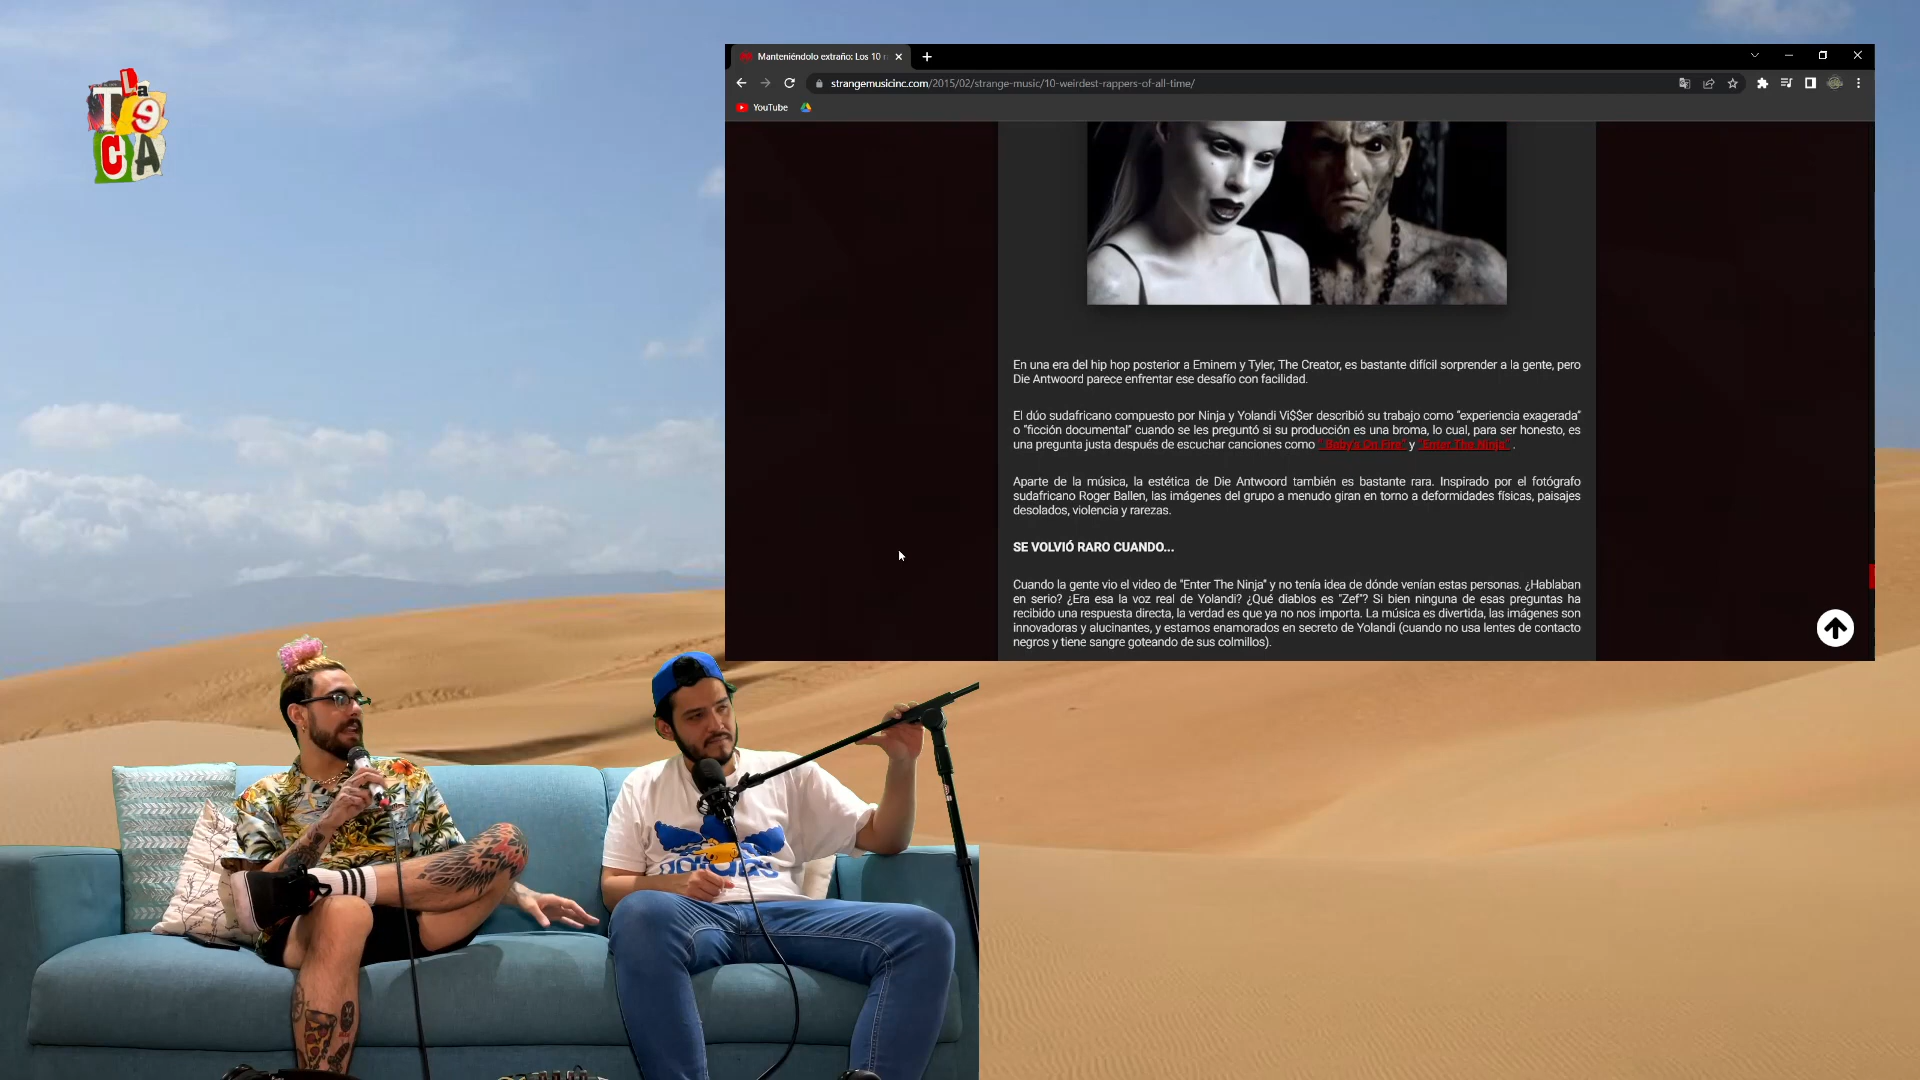 La
TeCA
Manteniéndolo extraño: Los 10 r
strangemusicinc.com/2015/02/strange-music/10-weirdest-rappers-of-all-time/
YouTube
En una era del hip hop posterior a Eminem y Tyler, The Creator, es bastante difícil sorprender a la gente, pero
Die Antwoord parece enfrentar ese desafío con facilidad.
El dúo sudafricano compuesto por Ninja y Yolandi Vi$$er describió su trabajo como “experiencia exagerada”
o “ficción documental” cuando se les preguntó si su producción es una broma, lo cual, para ser honesto, es
una pregunta justa después de escuchar canciones como “ Baby's On Fire” y “Enter The Ninja” .
Aparte de la música, la estética de Die Antwoord también es bastante rara. Inspirado por el fotógrafo
sudafricano Roger Ballen, las imágenes del grupo a menudo giran en torno a deformidades físicas, paisajes
desolados, violencia y rarezas.
SE VOLVIÓ RARO CUANDO...
Cuando la gente vio el video de “Enter The Ninja” y no tenía idea de dónde venían estas personas. ¿Hablaban
en serio? ¿Era esa la voz real de Yolandi? ¿Qué diablos es “Zef”? Si bien ninguna de esas preguntas ha
recibido una respuesta directa, la verdad es que ya no nos importa. La música es divertida, las imágenes son
innovadoras y alucinantes, y estamos enamorados en secreto de Yolandi (cuando no usa lentes de contacto
negros y tiene sangre goteando de sus colmillos).
adidas